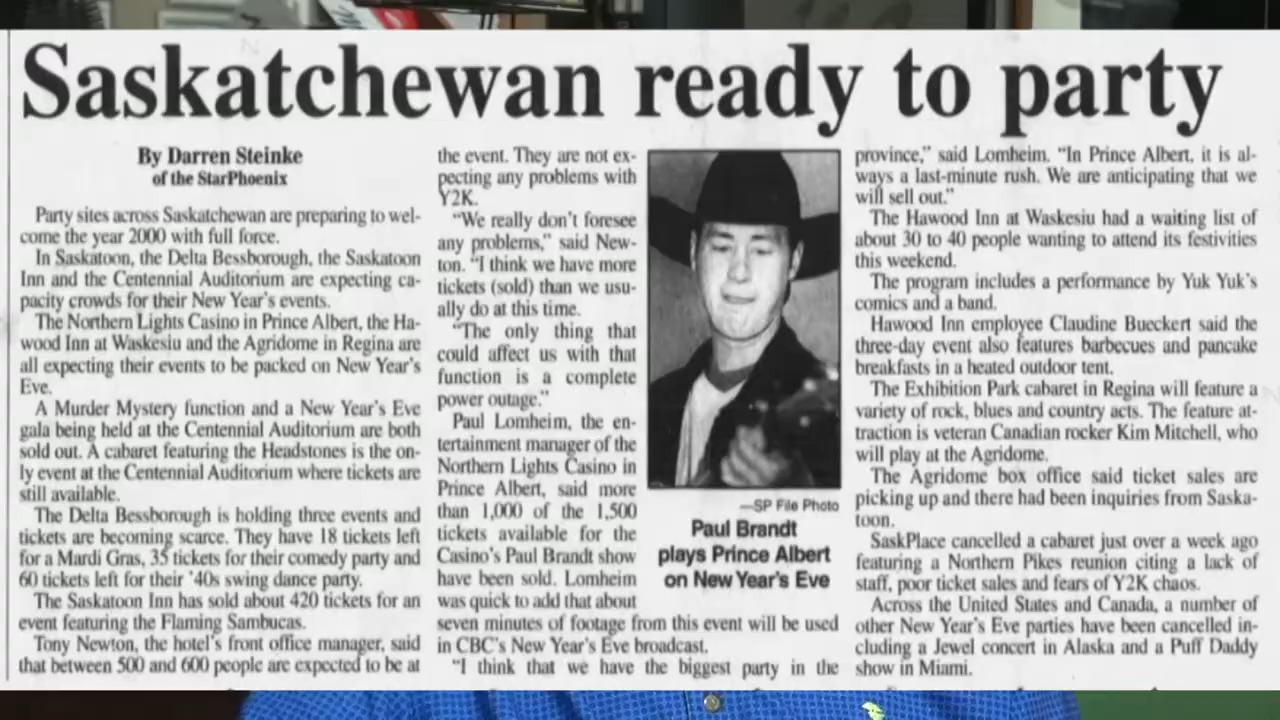 Saskatchewan ready to party
By Darren Steinke
of the StarPhoenix
Party sites across Saskatchewan are preparing to wel-
come the year 2000 with full force.
In Saskatoon, the Delta Bessborough, the Saskatoon
Inn and the Centennial Auditorium are expecting ca-
pacity crowds for their New Year's events.
The Northern Lights Casino in Prince Albert, the Ha-
wood Inn at Waskesiu and the Agridome in Regina are
all expecting their events to be packed on New Year's
Eve.
A Murder Mystery function and a New Year's Eve
gala being held at the Centennial Auditorium are both
sold out. A cabaret featuring the Headstones is the on-
ly event at the Centennial Auditorium where tickets are
still available.
The Delta Bessborough is holding three events and
tickets are becoming scarce. They have 18 tickets left
for a Mardi Gras, 35 tickets for their comedy party and
60 tickets left for their '40s swing dance party.
The Saskatoon Inn has sold about 420 tickets for an
event featuring the Flaming Sambucas.
Tony Newton, the hotel's front office manager, said
that between 500 and 600 people are expected to be at
the event. They are not ex-
pecting any problems with
Y2K.
"We really don't foresee
any problems," said New-
ton. "I think we have more
tickets (sold) than we usu-
ally do at this time.
"The only thing that
could affect us with that
function is a complete
power outage."
Paul Lomheim, the en-
tertainment manager of the
Northern Lights Casino in
Prince Albert, said more
than 1,000 of the 1,500
tickets available for the
Casino's Paul Brandt show
have been sold. Lomheim
was quick to add that about
seven minutes of footage from this event will be used
in CBC's New Year's Eve broadcast.
"I think that we have the biggest party in the
—SP File Photo
Paul Brandt
plays Prince Albert
on New Year's Eve
province," said Lomheim. "In Prince Albert, it is al-
ways a last-minute rush. We are anticipating that we
will sell out."
The Hawood Inn at Waskesiu had a waiting list of
about 30 to 40 people wanting to attend its festivities
this weekend.
The program includes a performance by Yuk Yuk's
comics and a band.
Hawood Inn employee Claudine Bueckert said the
three-day event also features barbecues and pancake
breakfasts in a heated outdoor tent.
The Exhibition Park cabaret in Regina will feature a
variety of rock, blues and country acts. The feature at-
traction is veteran Canadian rocker Kim Mitchell, who
will play at the Agridome.
The Agridome box office said ticket sales are
picking up and there had been inquiries from Saska-
toon.
SaskPlace cancelled a cabaret just over a week ago
featuring a Northern Pikes reunion citing a lack of
staff, poor ticket sales and fears of Y2K chaos.
Across the United States and Canada, a number of
other New Year's Eve parties have been cancelled in-
cluding a Jewel concert in Alaska and a Puff Daddy
show in Miami.